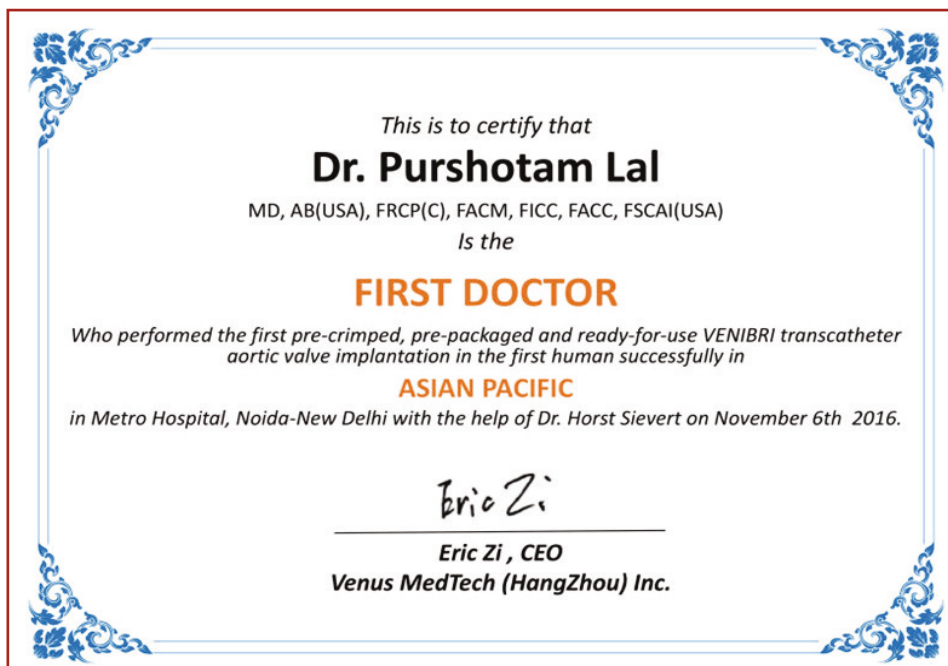 This is to certify that
Dr. Purshotam Lal
MD, AB(USA), FRCP(C), FACM, FICC, FACC, FSCAI(USA)
Is the
FIRST DOCTOR
Who performed the first pre-crimped, pre-packaged and ready-for-use VENIBRI transcatheter
aortic valve implantation in the first human successfully in
ASIAN PACIFIC
in Metro Hospital, Noida-New Delhi with the help of Dr. Horst Sievert on November 6th 2016.
Eric Zi
Eric Zi , CEO
Venus MedTech (HangZhou) Inc.